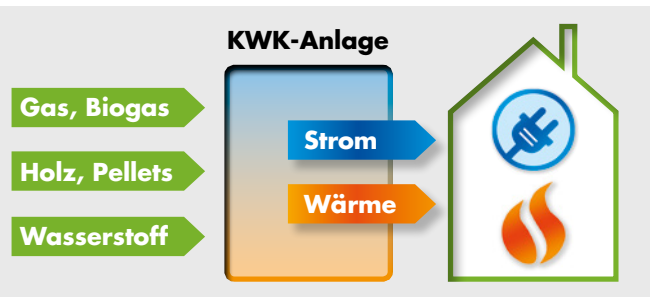 KWK-Anlage
Gas, Biogas
Holz, Pellets
Wasserstoff
Strom
Wärme